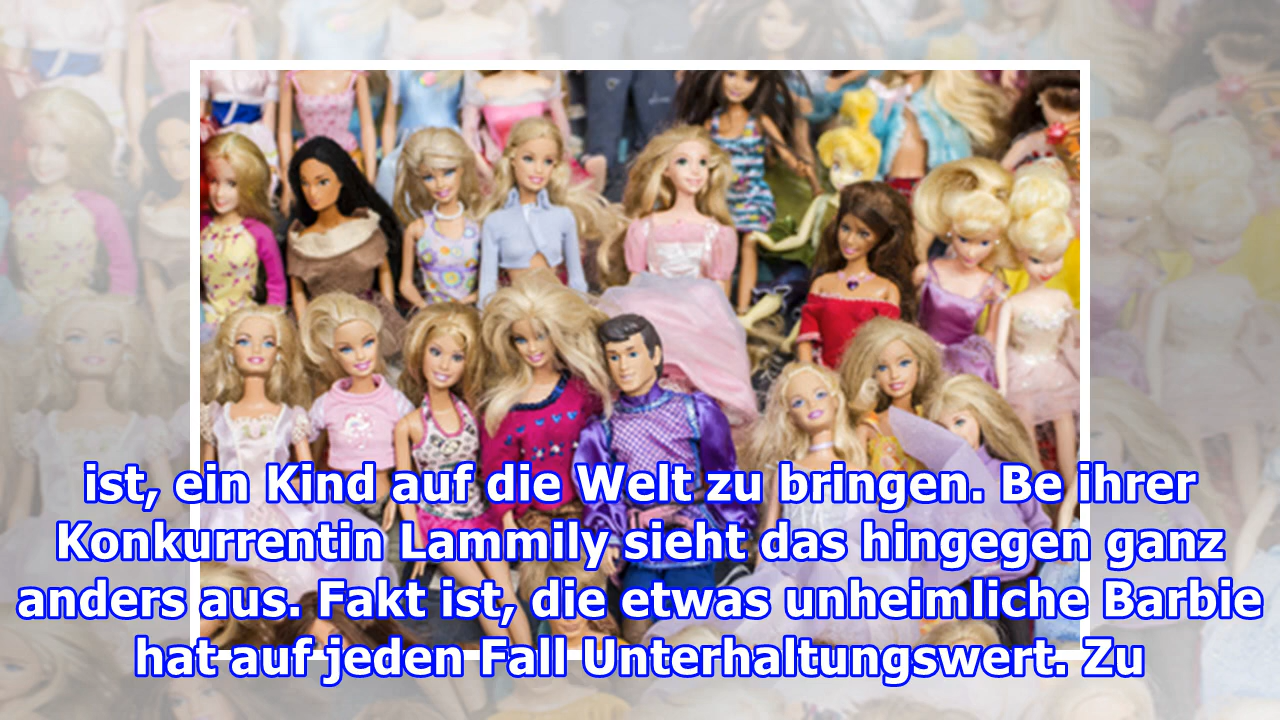 ist, ein Kind auf die Welt zu bringen. Be ihrer
Konkurrentin Lammily sieht das hingegen ganz
anders aus. Fakt ist, die etwas unheimliche Barbie
hat auf jeden Fall Unterhaltungswert. Zu